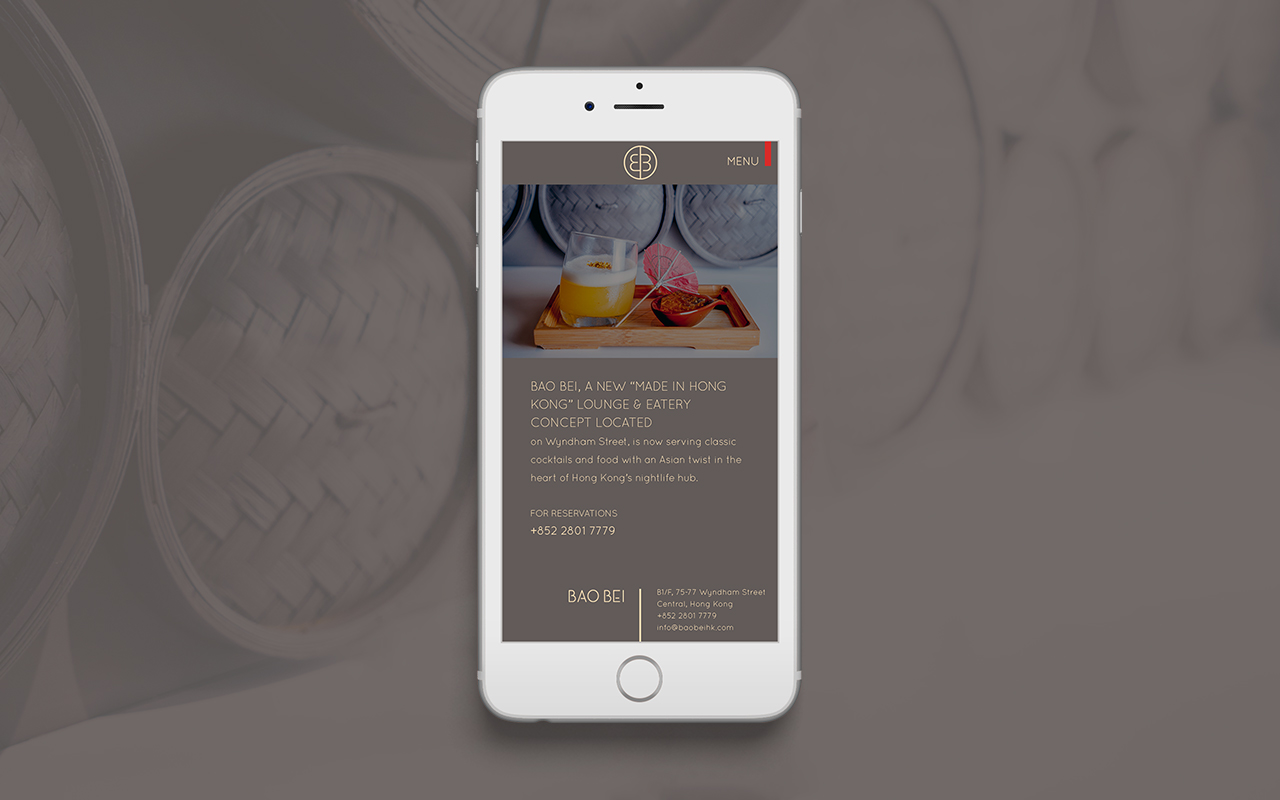 MENU
BAO BEI, A NEW “MADE IN HONG
KONG” LOUNGE & EATERY
CONCEPT LOCATED
on Wyndham Street, is now serving classic
cocktails and food with an Asian twist in the
heart of Hong Kong's nightlife hub.
FOR RESERVATIONS
+852 2801 7779
BAO BEI
B1/F, 75-77 Wyndham Street
Central, Hong Kong
+852 2801 7779
info@baobeihk.com